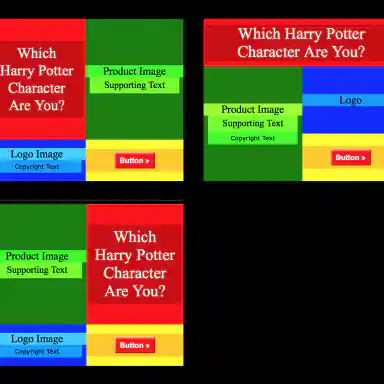 Which
Harry Potter
Character
Are You?
Product Image
Supporting Text
Logo Image
Copyright Text
Button »
Which Harry Potter
Character Are You?
Product Image
Supporting Text
Copyright Text
Logo
Button »
Product Image
Supporting Text
Which
Harry Potter
Character
Are You?
Logo Image
Copyright Text
Button »